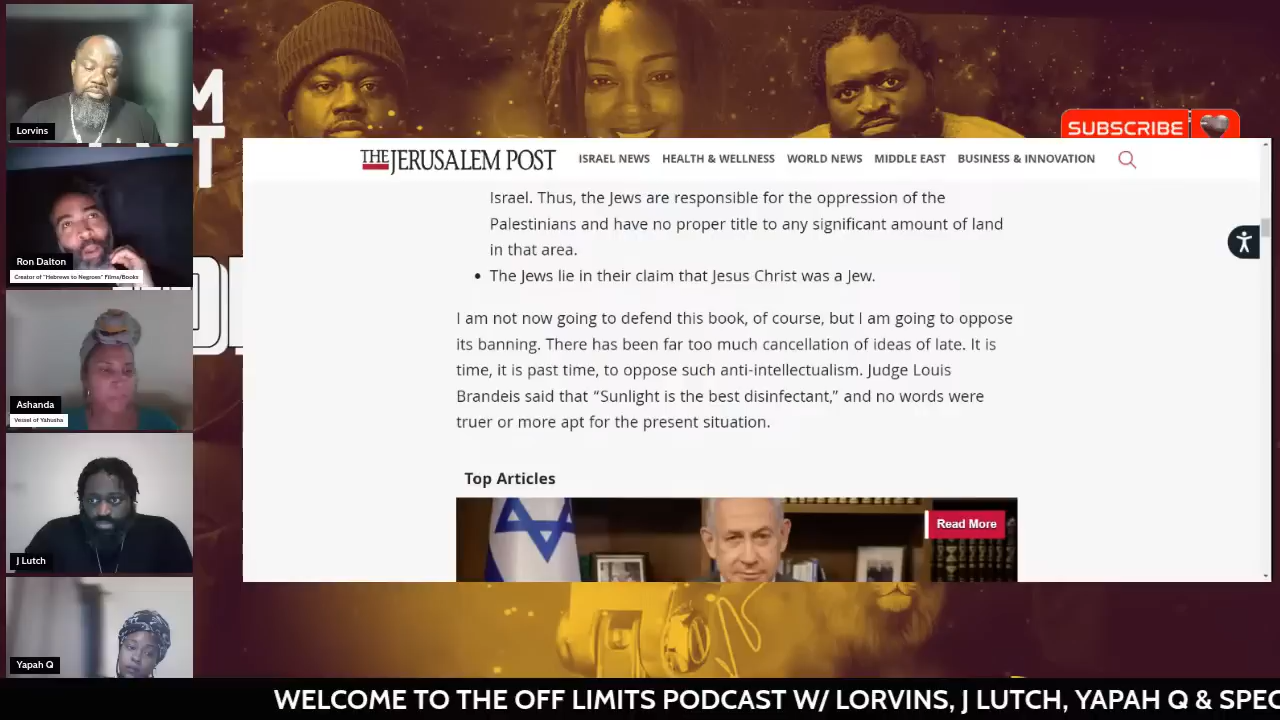 Lorvins
Ron Dalton
Creator of "Hebrews to Negroes" Films/Books
Ashanda
Vessel of Yahusha
J Lutch
Yapah Q
SUBSCRIBE
THE JERUSALEM POST
ISRAEL NEWS HEALTH & WELLNESS WORLD NEWS MIDDLE EAST BUSINESS & INNOVATION
Israel. Thus, the Jews are responsible for the oppression of the
Palestinians and have no proper title to any significant amount of land
in that area.
• The Jews lie in their claim that Jesus Christ was a Jew.
I am not now going to defend this book, of course, but I am going to oppose
its banning. There has been far too much cancellation of ideas of late. It is
time, it is past time, to oppose such anti-intellectualism. Judge Louis
Brandeis said that “Sunlight is the best disinfectant,” and no words were
truer or more apt for the present situation.
Top Articles
Read More
WELCOME TO THE OFF LIMITS PODCAST W/ LORVINS, J LUTCH, YAPAH Q & SPEC